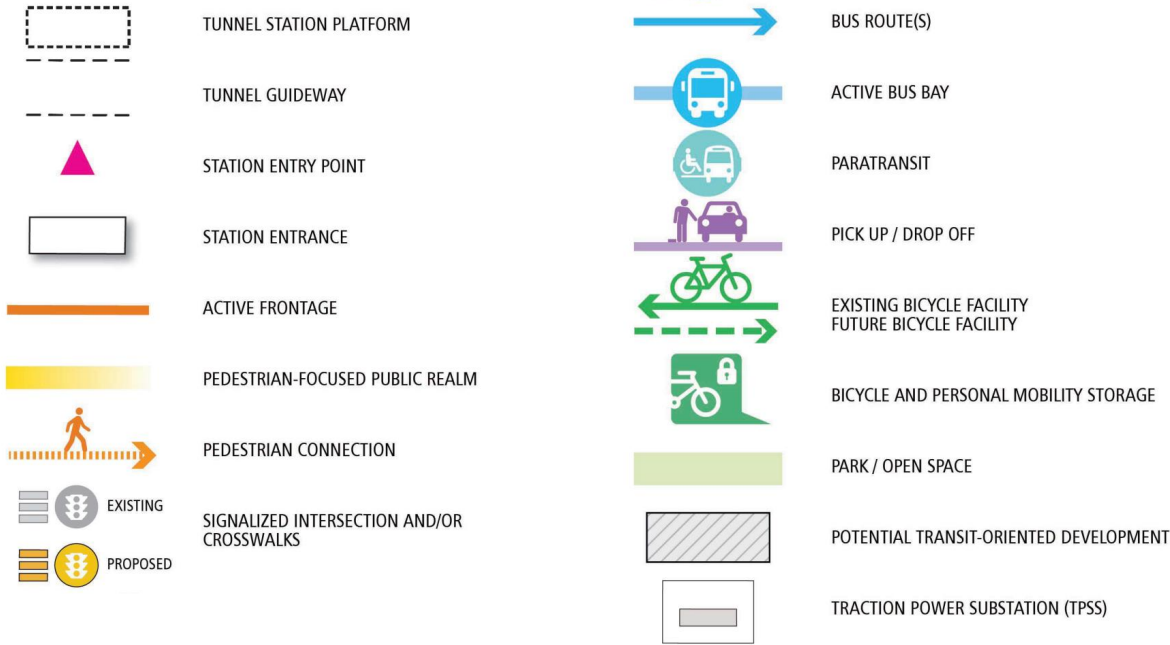 TUNNEL STATION PLATFORM
TUNNEL GUIDEWAY
STATION ENTRY POINT
STATION ENTRANCE
ACTIVE FRONTAGE
PEDESTRIAN-FOCUSED PUBLIC REALM
PEDESTRIAN CONNECTION
EXISTING
SIGNALIZED INTERSECTION AND/OR
CROSSWALKS
PROPOSED
BUS ROUTE(S)
ACTIVE BUS BAY
PARATRANSIT
PICK UP / DROP OFF
EXISTING BICYCLE FACILITY
FUTURE BICYCLE FACILITY
BICYCLE AND PERSONAL MOBILITY STORAGE
PARK / OPEN SPACE
POTENTIAL TRANSIT-ORIENTED DEVELOPMENT
TRACTION POWER SUBSTATION (TPSS)